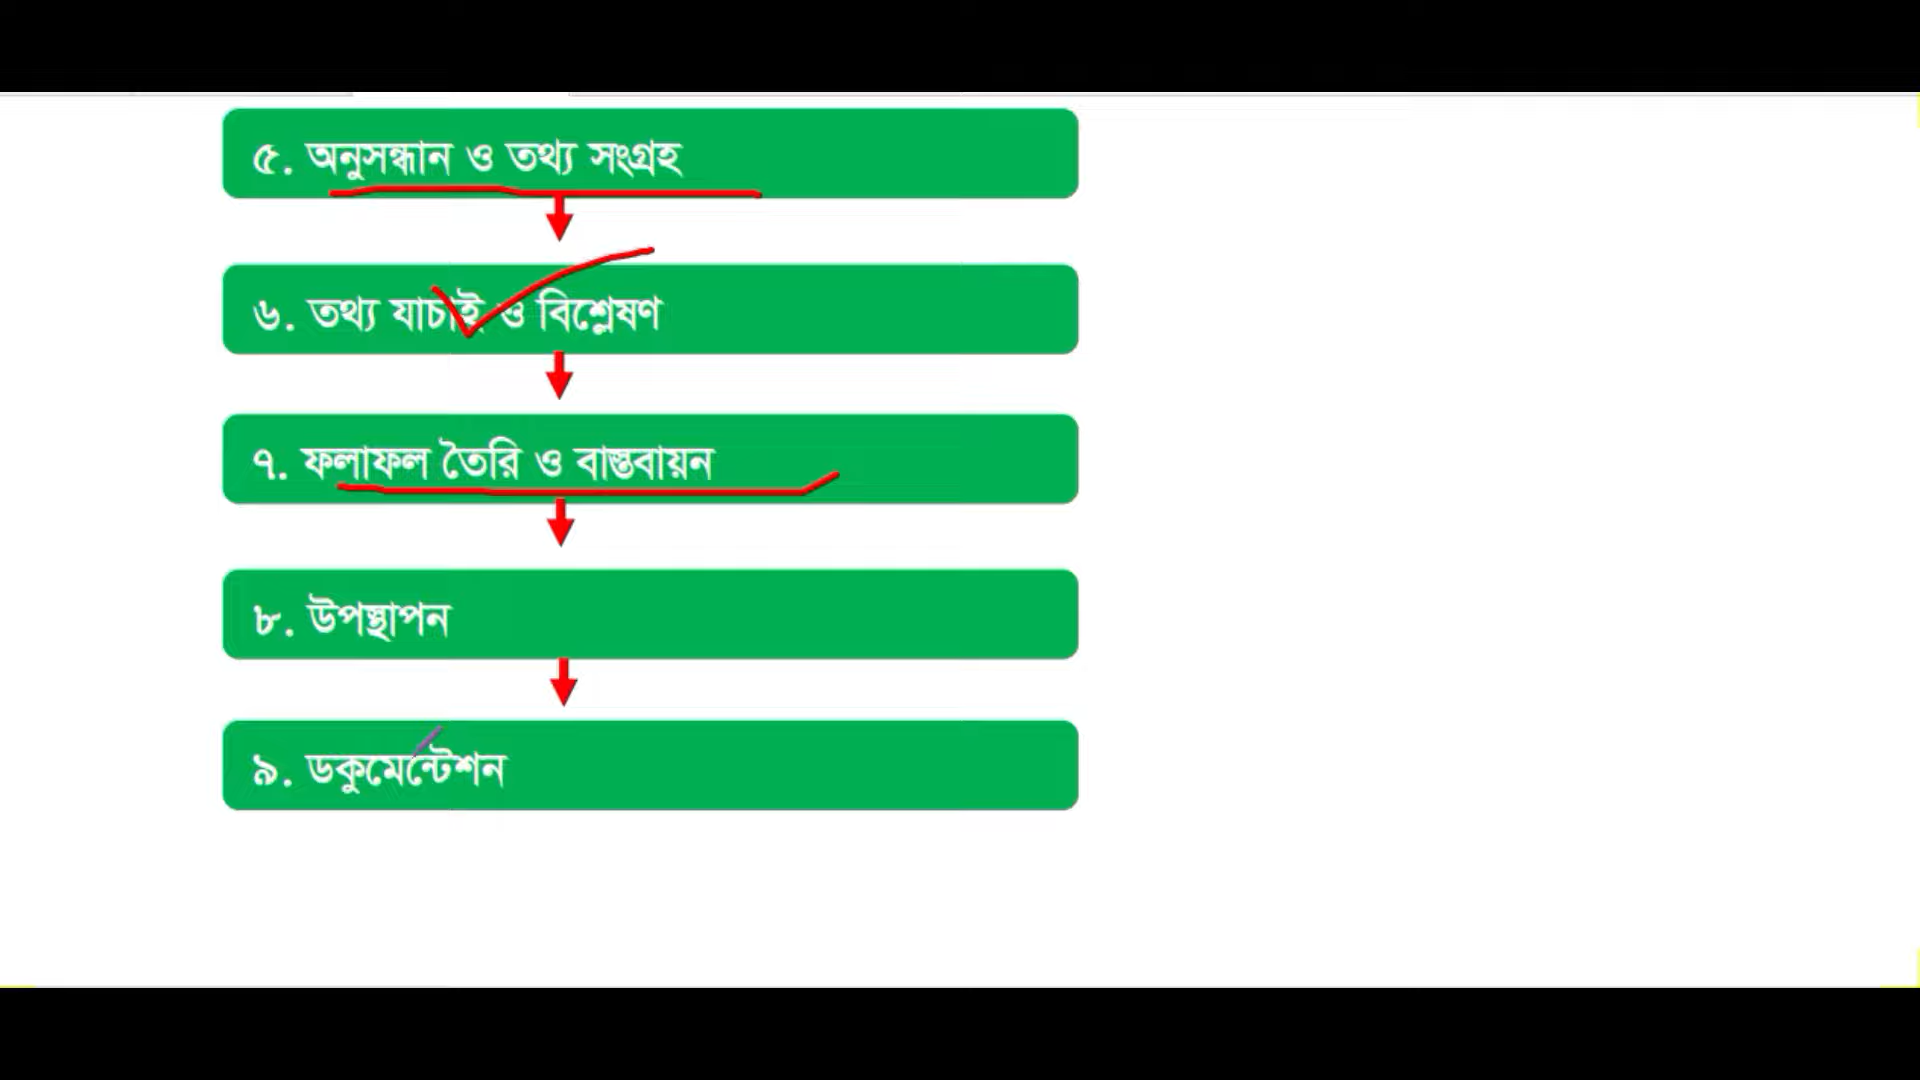 ৫. অনুসন্ধান ও তথ্য সংগ্রহ
৬. তথ্য যাচাই ও বিশ্লেষণ
৭. ফলাফল তৈরি ও বাস্তবায়ন
৮. উপস্থাপন
৯. ডকুমেন্টেশন